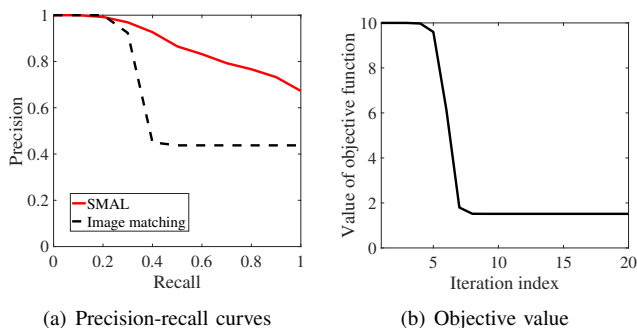 1
0.8
0.6
0.4
0.2
0
Precision
SMAL
Image matching
0 0.2 0.4 0.6 0.8 1
Recall
(a) Precision-recall curves
10
8
6
4
2
0
Value of objective function
5 10 15 20
Iteration index
(b) Objective value